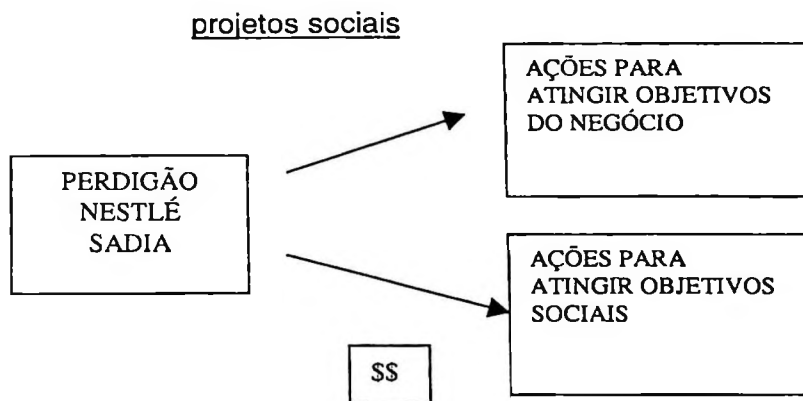 projetos sociais
PERDIGÃO
NESTLÉ
SADIA
AÇÕES PARA
ATINGIR OBJETIVOS
DO NEGÓCIO
AÇÕES PARA
ATINGIR OBJETIVOS
SOCIAIS
$$